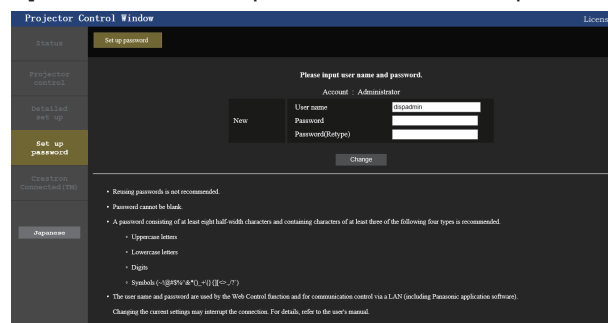 Projector Control Window
Licens
Status
Set up password
Projector
control
Please input user name and password.
Account : Administrator
Detailed
set up
New
User name
dispadmin
Password
Password(Retype)
Set up
password
Change
Crestron
Connected(TM)
• Reusing passwords is not recommended.
• Password cannot be blank.
• A password consisting of at least eight half-width characters and containing characters of at least three of the following four types is recommended.
Japanese
Uppercase letters
Lowercase letters
Digits
Symbols
• The user name and password are used by the Web Control function and for communication control via a LAN (including Panasonic application software).
Changing the current settings may interrupt the connection. For details, refer to the user's manual.